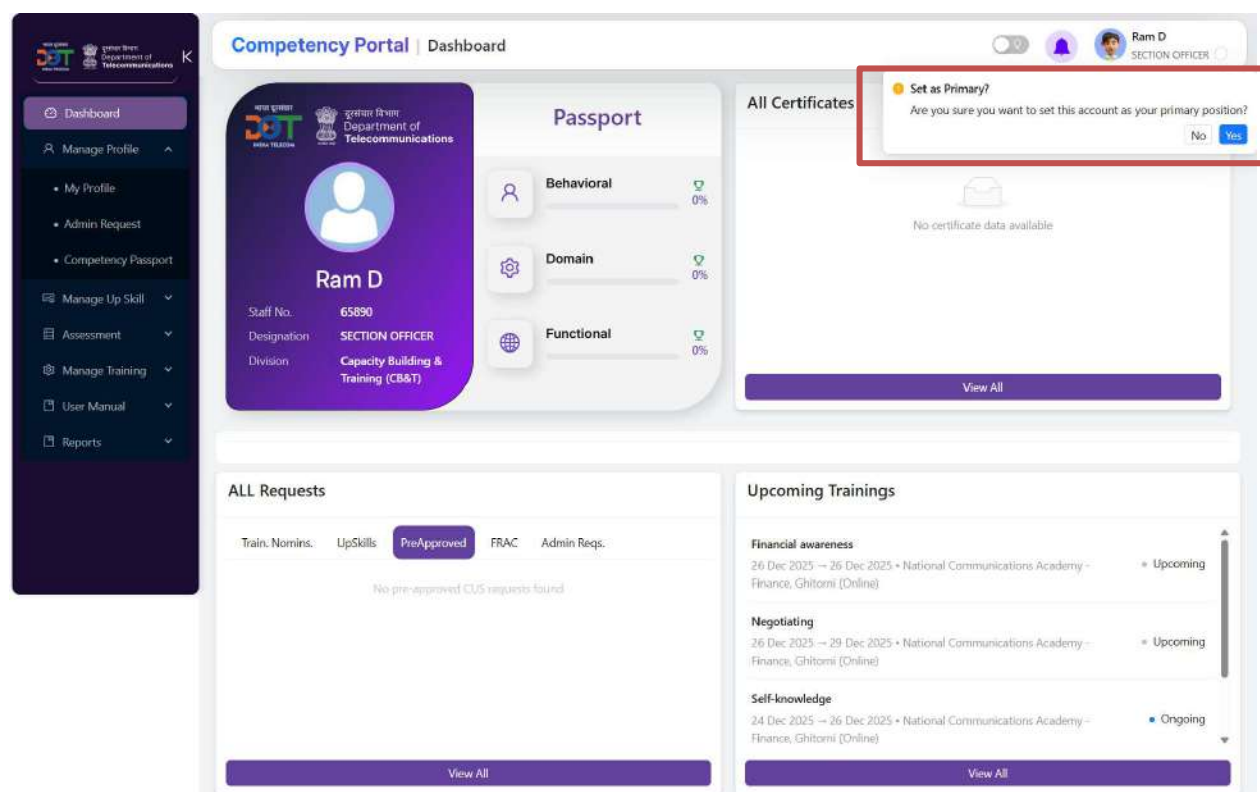 दूरसंचार विभाग
Department of
Telecommunications
Competency Portal | Dashboard
Ram D
SECTION OFFICER
Set as Primary?
Are you sure you want to set this account as your primary position?
No Yes
Dashboard
Manage Profile
• My Profile
• Admin Request
• Competency Passport
Manage Up Skill
Assessment
Manage Training
User Manual
Reports
भारत दूरसंचार
DOT
INDIA TELECOM
दूरसंचार विभाग
Department of
Telecommunications
Ram D
Staff No. 65890
Designation SECTION OFFICER
Division Capacity Building &
Training (CB&T)
Passport
Behavioral
0%
Domain
0%
Functional
0%
All Certificates
No certificate data available
View All
ALL Requests
Train. Nomins. UpSkills PreApproved FRAC Admin Reqs.
No pre-approved CUS requests found
View All
Upcoming Trainings
Financial awareness
26 Dec 2025 → 26 Dec 2025 • National Communications Academy -
Finance, Ghitorni (Online)
Upcoming
Negotiating
26 Dec 2025 → 29 Dec 2025 • National Communications Academy -
Finance, Ghitorni (Online)
Upcoming
Self-knowledge
24 Dec 2025 → 26 Dec 2025 • National Communications Academy -
Finance, Ghitorni (Online)
Ongoing
View All